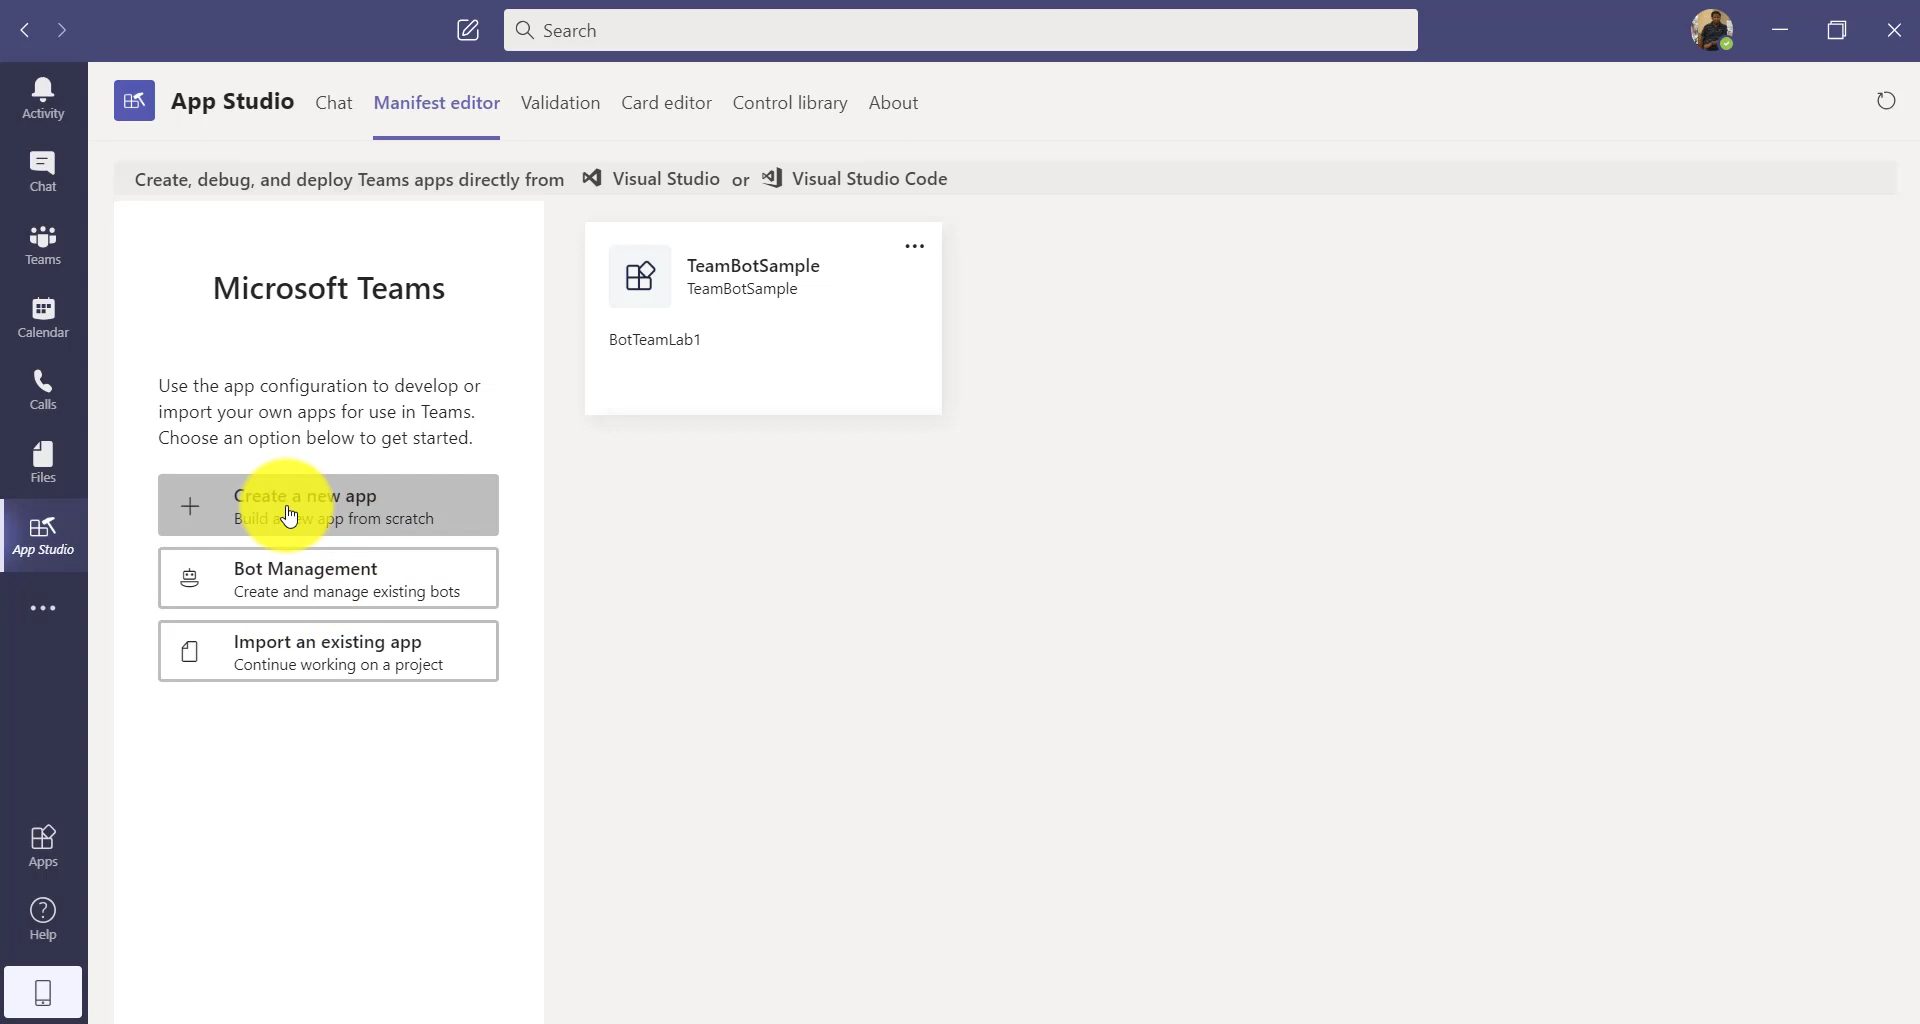 Search
Activity
Chat
Teams
Calendar
Calls
Files
App Studio
Apps
Help
App Studio Chat Manifest editor Validation Card editor Control library About
Create, debug, and deploy Teams apps directly from Visual Studio or Visual Studio Code
Microsoft Teams
Use the app configuration to develop or
import your own apps for use in Teams.
Choose an option below to get started.
Create a new app
Build a new app from scratch
Bot Management
Create and manage existing bots
Import an existing app
Continue working on a project
TeamBotSample
TeamBotSample
BotTeamLab1